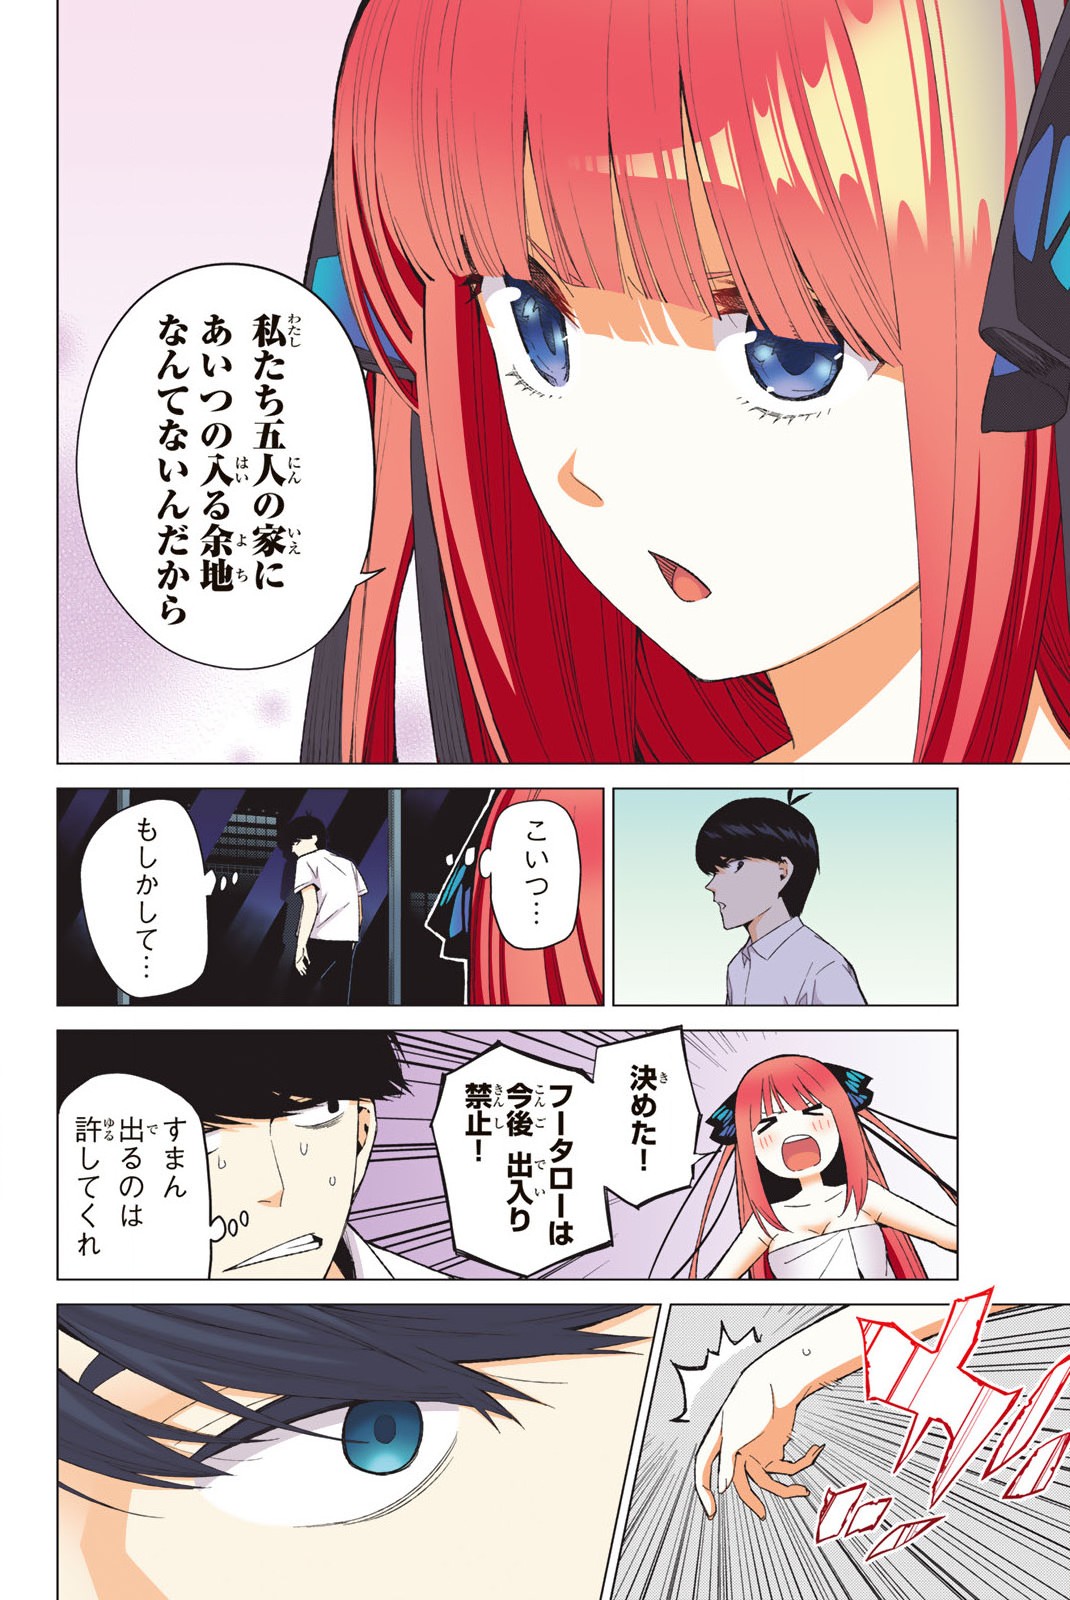 私たち五人の家に
あいつの入る余地
なんてないんだから
こいつ…
もしかして…
決めた！
フータローは
今後出入り
禁止！
すまん
出るのは
許してくれ